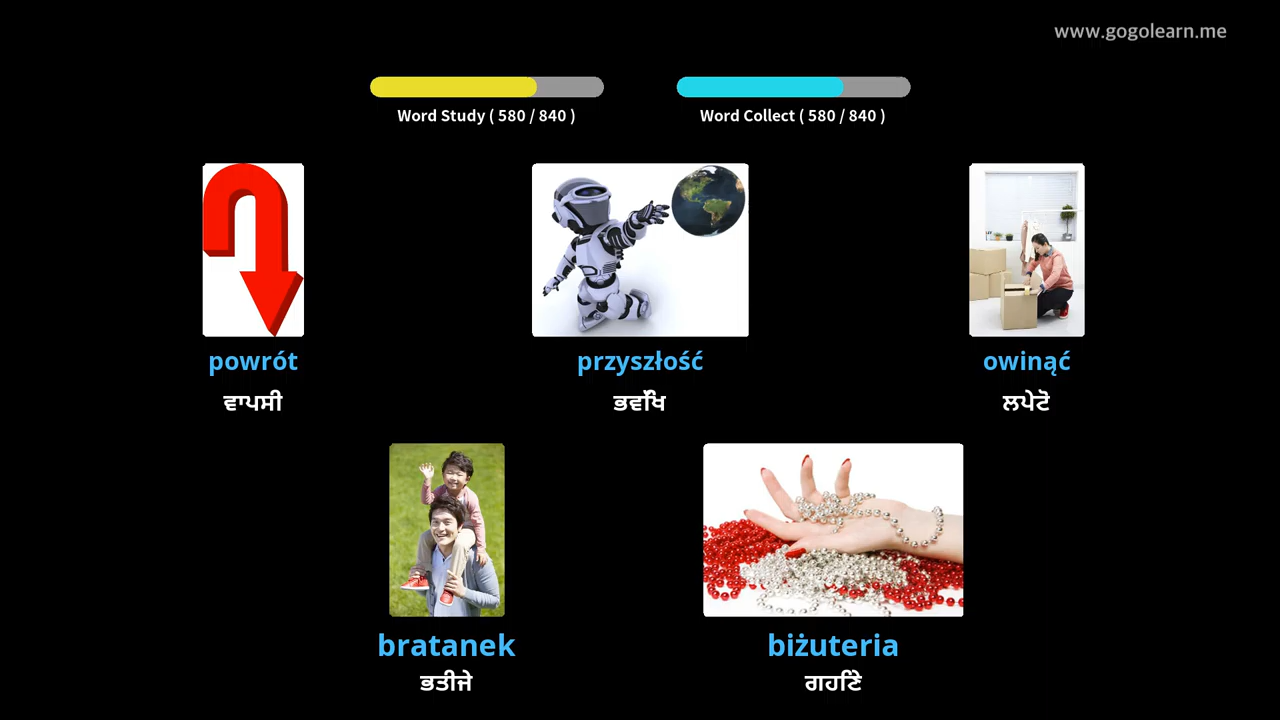 www.gogolearn.me
Word Study ( 580 / 840 )
Word Collect ( 580 / 840 )
powrót
przyszłość
owinąć
ਵਾਪਸੀ
ਭਵਿੱਖ
ਲਪੇਟੋ
bratanek
biżuteria
ਭਤੀਜੇ
ਗਹਿਣੇ